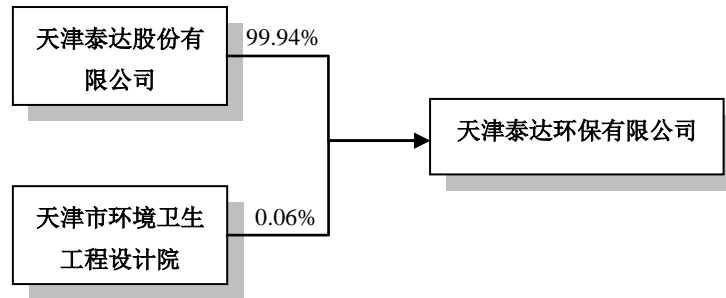 天津泰达股份有
限公司
99.94%
天津泰达环保有限公司
天津市环境卫生
工程设计院
0.06%